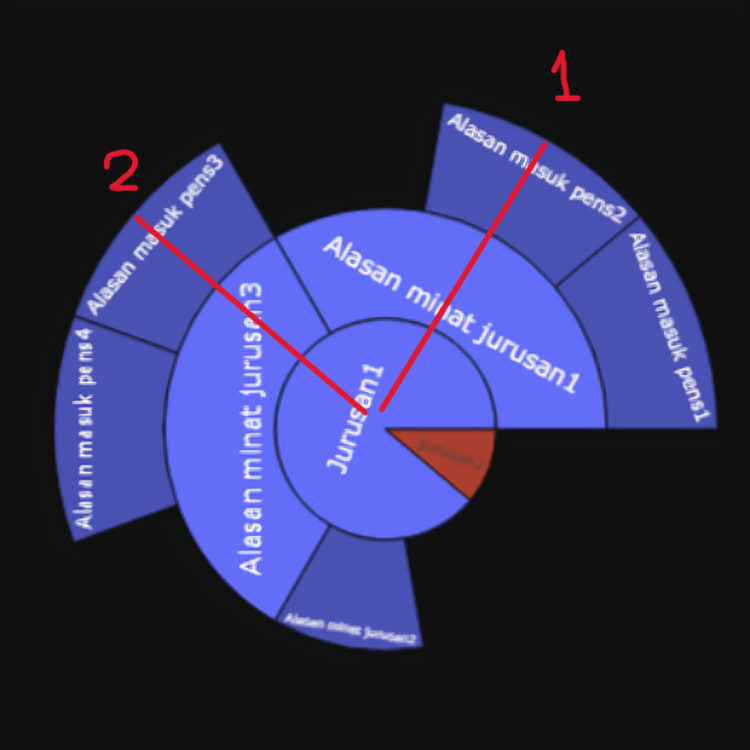 1
2
Alasan masuk pens2
Alasan masuk pens3
Alasan masuk pens1
Alasan minat jurusan1
Alasan minat jurusan3
Alasan masuk pens4
Jurusan1
Jurusan2
Alasan minat jurusan2